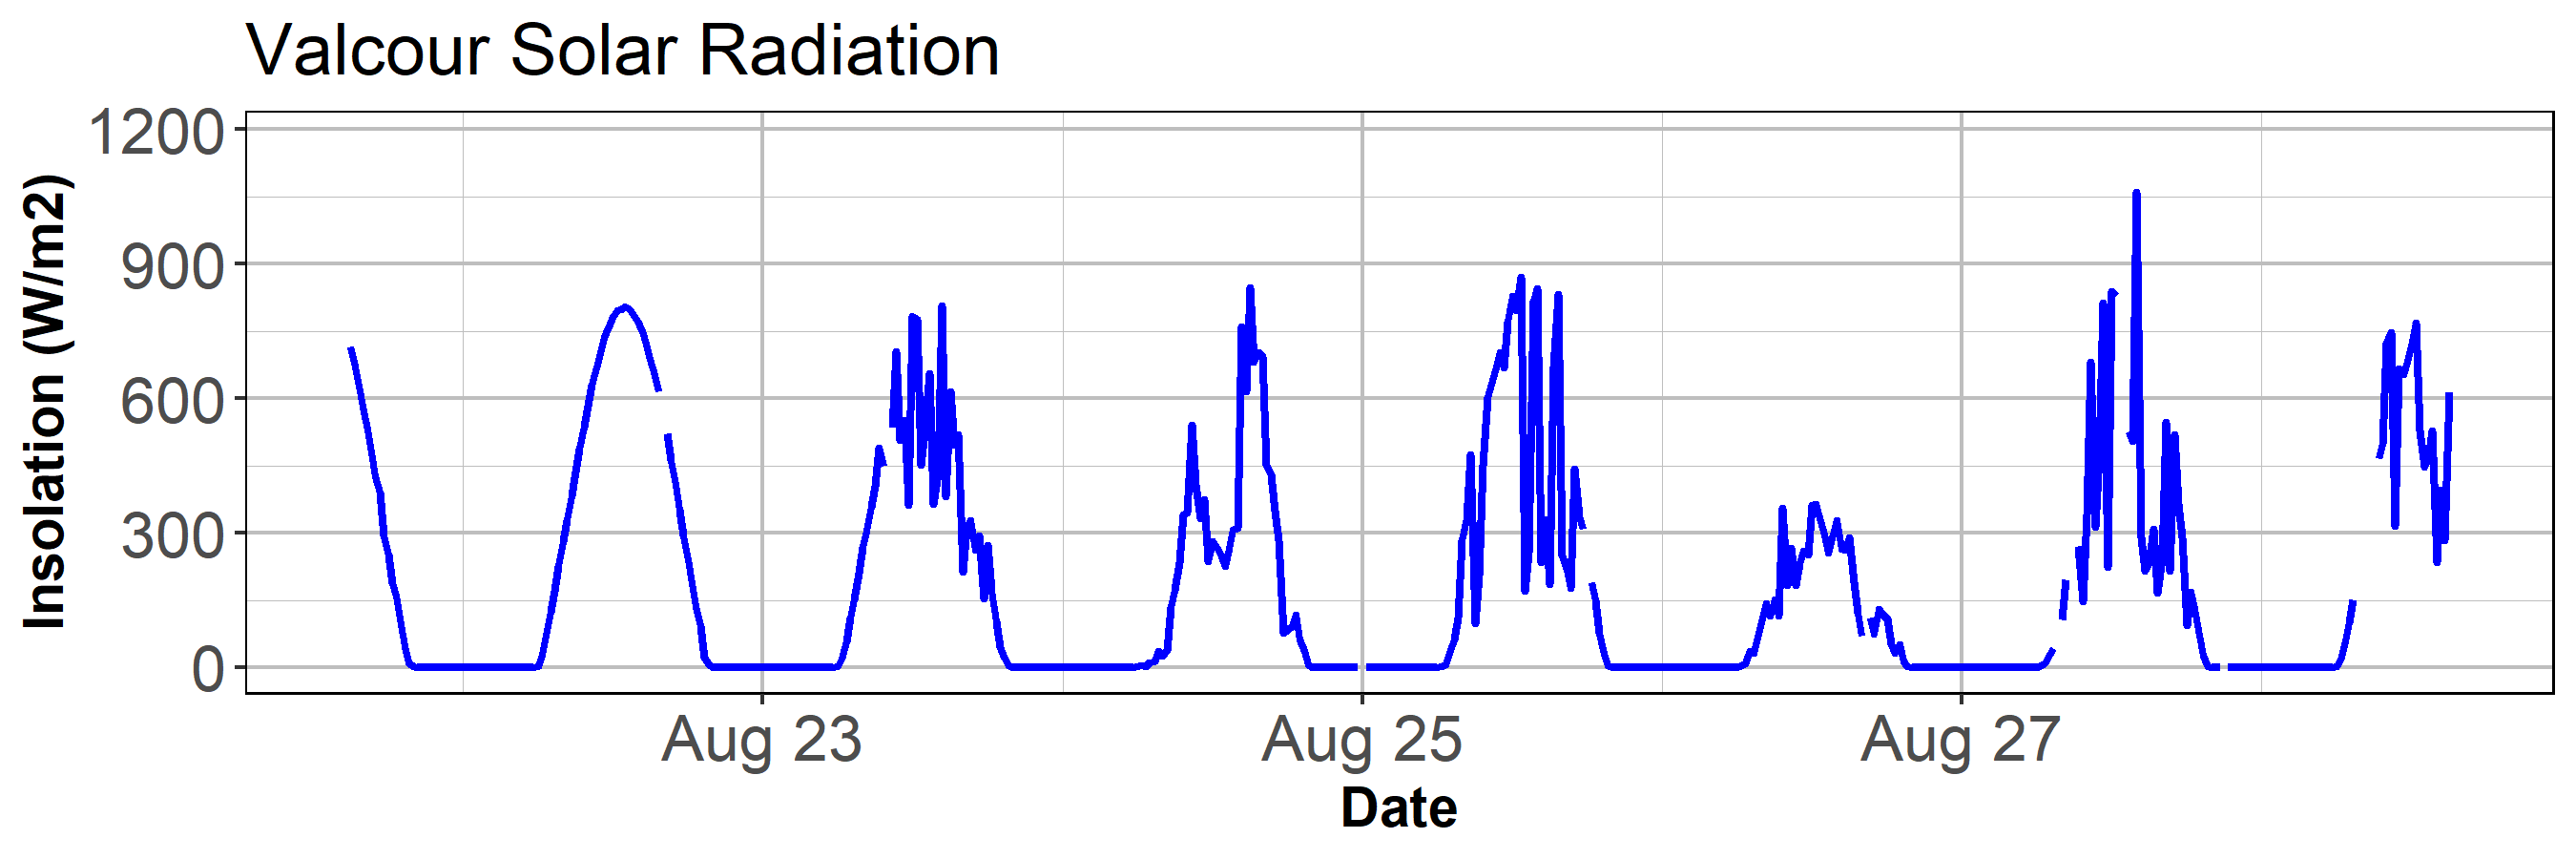 Valcour Solar Radiation
Insolation (W/m2)
1200
900
600
300
0
Aug 23
Aug 25
Aug 27
Date